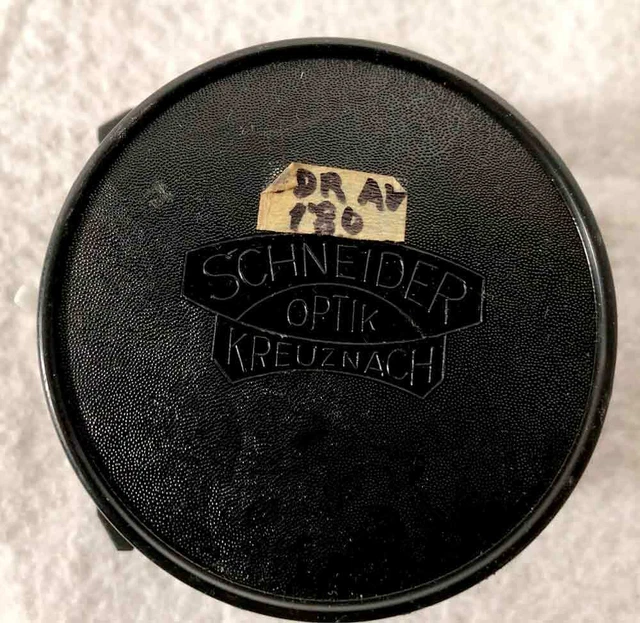 DR AV
180
SCHNEIDER
OPTIK
KREUZNACH